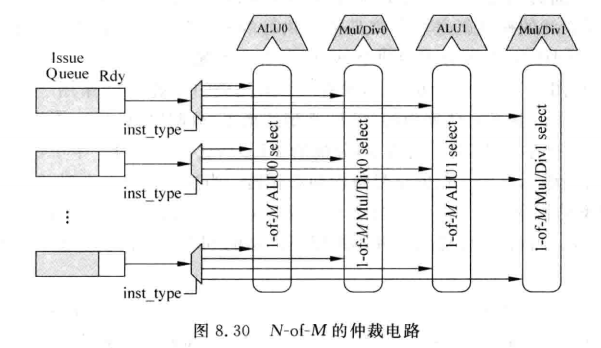 ALU0 Mul/Div0 ALU1 Mul/Div1
Issue
Queue Rdy
inst_type
inst_type
⋮
inst_type
1-of-M ALU0 select
1-of-M Mul/Div0 select
1-of-M ALU1 select
1-of-M Mul/Div1 select
图 8.30 N-of-M 的仲裁电路